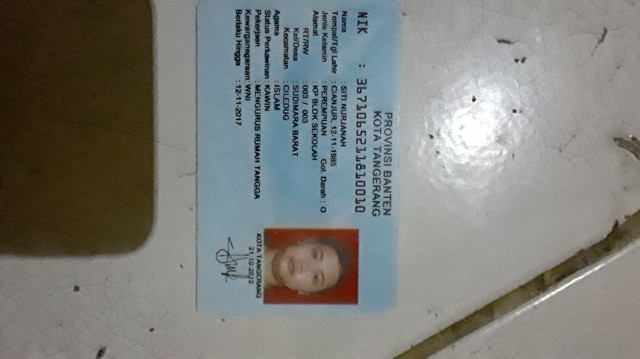 PROVINSI BANTEN
KOTA TANGERANG
NIK : 3671065211810010
Nama : SITI NURJANAH
Tempat/Tgl Lahir : CIANJUR, 12-11-1985
Jenis Kelamin : PEREMPUAN Gol. Darah : O
Alamat : KP BLOK SEKOLAH
RT/RW : 003 / 003
Kel/Desa : SUDIMARA BARAT
Kecamatan : CILEDUG
Agama : ISLAM
Status Perkawinan: KAWIN
Pekerjaan : MENGURUS RUMAH TANGGA
Kewarganegaraan: WNI
Berlaku Hingga : 12-11-2017
KOTA TANGERANG
21-10-2012